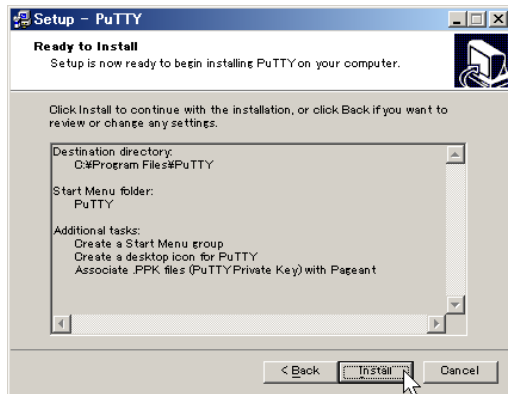 Setup - PuTTY
Ready to Install
Setup is now ready to begin installing PuTTY on your computer.
Click Install to continue with the installation, or click Back if you want to
review or change any settings.
Destination directory:
C:¥Program Files¥PuTTY
Start Menu folder:
PuTTY
Additional tasks:
Create a Start Menu group
Create a desktop icon for PuTTY
Associate .PPK files (PuTTY Private Key) with Pageant
< Back Install Cancel